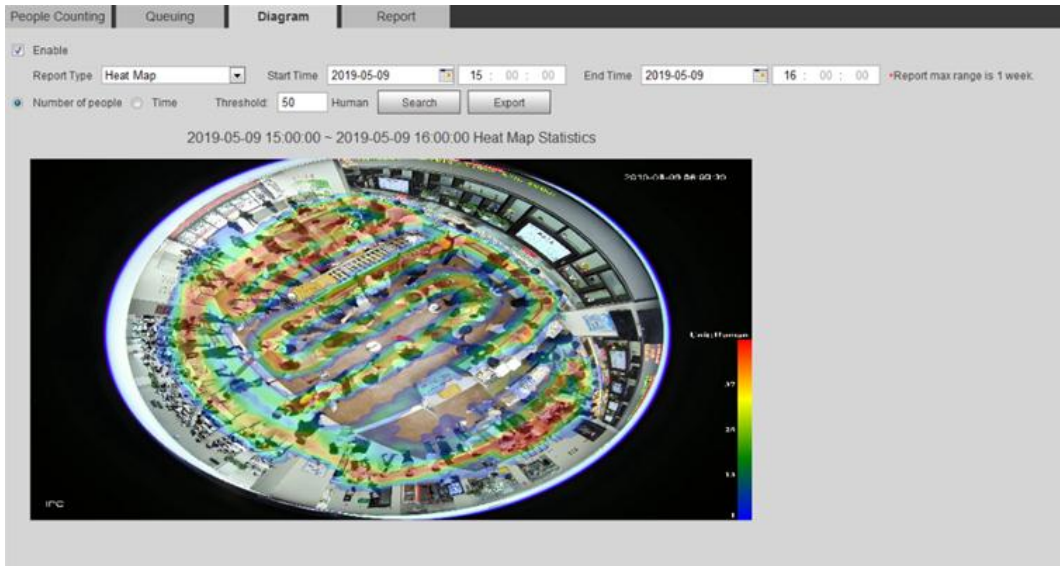 People Counting Queuing Diagram Report
Enable
Report Type Heat Map Start Time 2019-05-09 15 : 00 : 00 End Time 2019-05-09 16 : 00 : 00 *Report max range is 1 week.
Number of people Time Threshold: 50 Human Search Export
2019-05-09 15:00:00 ~ 2019-05-09 16:00:00 Heat Map Statistics
Unit:Human
37
13
1
IPC